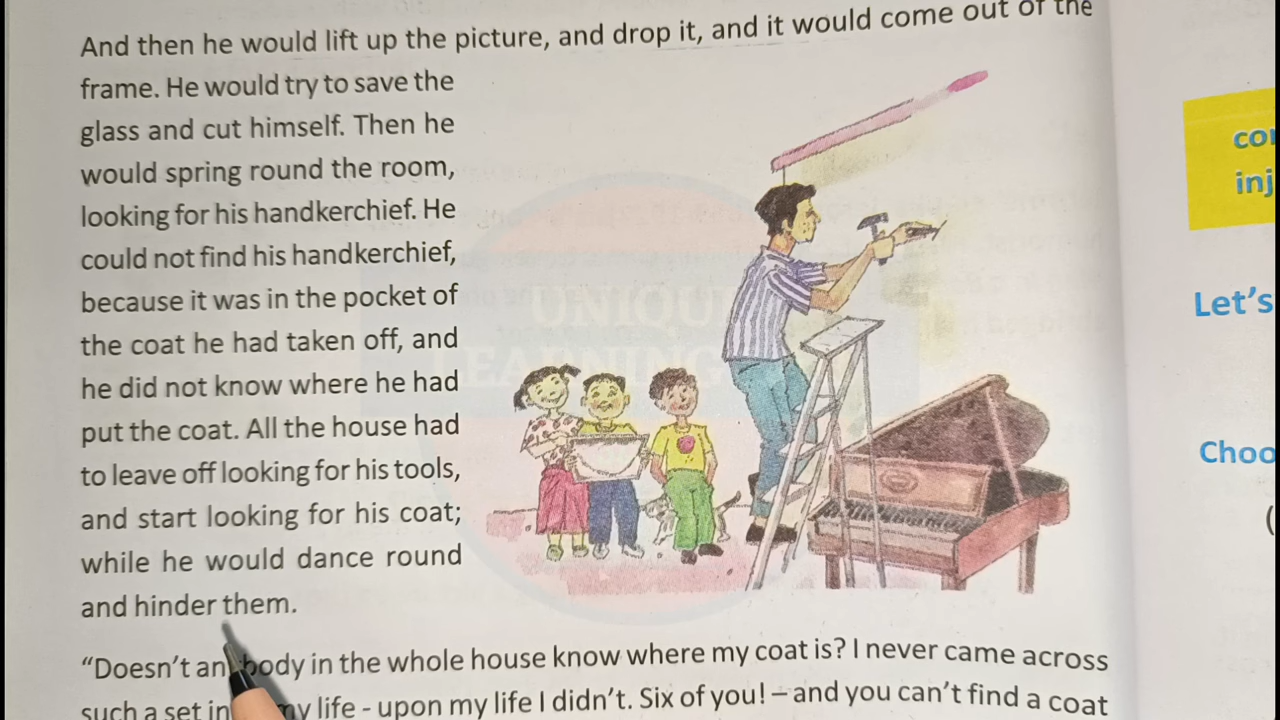 And then he would lift up the picture, and drop it, and it would come out of the
frame. He would try to save the
glass and cut himself. Then he
would spring round the room,
looking for his handkerchief. He
could not find his handkerchief,
because it was in the pocket of
the coat he had taken off, and
he did not know where he had
put the coat. All the house had
to leave off looking for his tools,
and start looking for his coat;
while he would dance round
and hinder them.
"Doesn't anybody in the whole house know where my coat is? I never came across
such a set in my life - upon my life I didn't. Six of you! – and you can't find a coat
UNIQUE
LEARNING
Let's
(